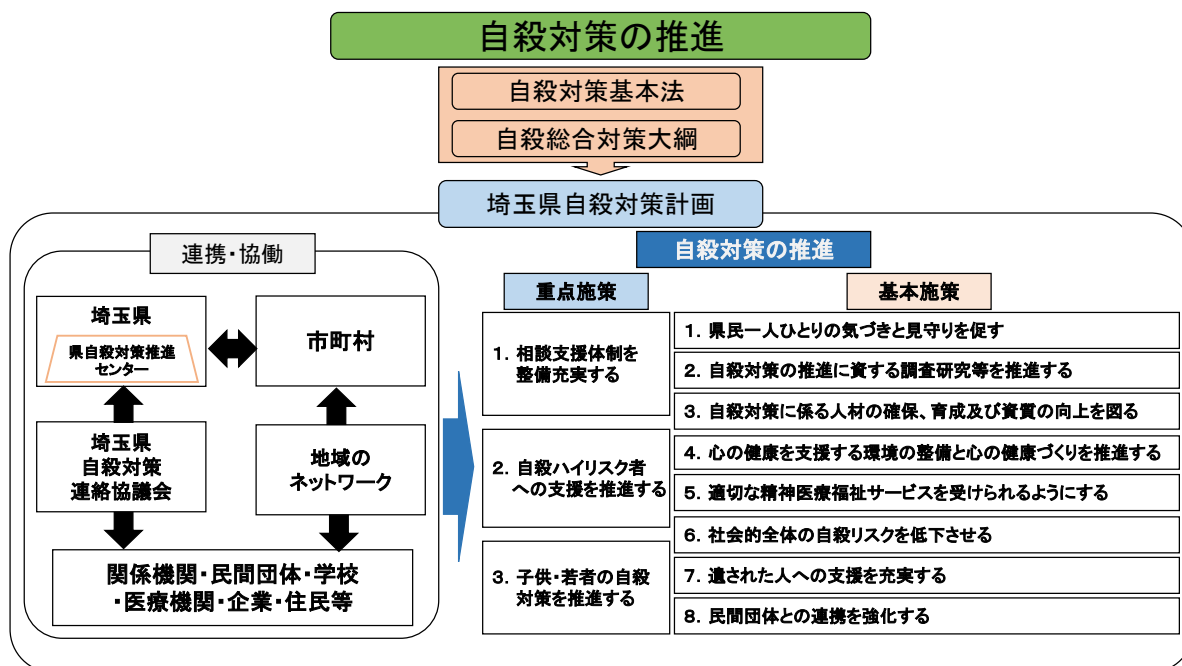 自殺対策の推進
自殺対策基本法
自殺総合対策大綱
埼玉県自殺対策計画
連携・協働
埼玉県
県自殺対策推進
センター
市町村
埼玉県
自殺対策
連絡協議会
地域の
ネットワーク
関係機関・民間団体・学校
・医療機関・企業・住民等
自殺対策の推進
重点施策
1．相談支援体制を
整備充実する
2．自殺ハイリスク者
への支援を推進する
3．子供・若者の自殺
対策を推進する
基本施策
1．県民一人ひとりの気づきと見守りを促す
2．自殺対策の推進に資する調査研究等を推進する
3．自殺対策に係る人材の確保、育成及び資質の向上を図る
4．心の健康を支援する環境の整備と心の健康づくりを推進する
5．適切な精神医療福祉サービスを受けられるようにする
6．社会的全体の自殺リスクを低下させる
7．遺された人への支援を充実する
8．民間団体との連携を強化する